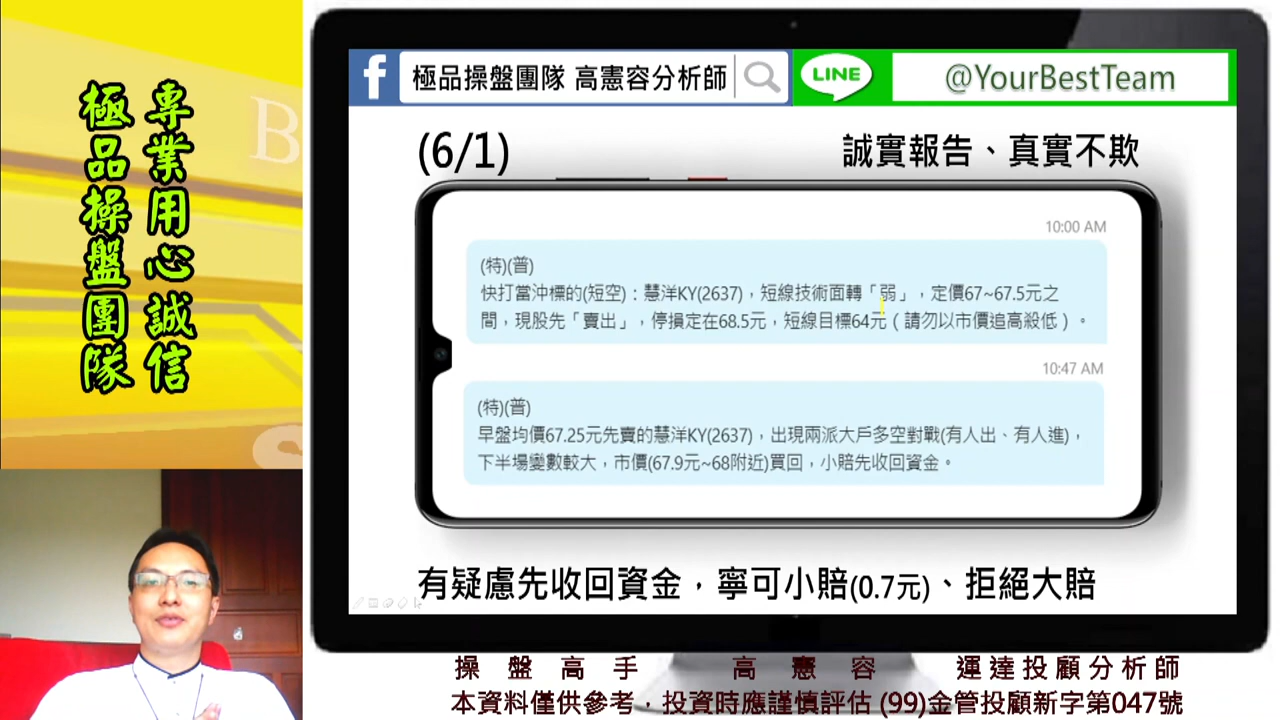 專業用心誠信
極品操盤團隊
f 極品操盤團隊 高憲容分析師
LINE @YourBestTeam
(6/1) 誠實報告、真實不欺
10:00 AM
(特)(普)
快打當沖標的(短空)：慧洋KY(2637)，短線技術面轉「弱」，定價67~67.5元之
間，現股先「賣出」，停損定在68.5元，短線目標64元（請勿以市價追高殺低）。
10:47 AM
(特)(普)
早盤均價67.25元先賣的慧洋KY(2637)，出現兩派大戶多空對戰(有人出、有人進)，
下半場變數較大，市價(67.9元~68附近)買回，小賠先收回資金。
有疑慮先收回資金，寧可小賠(0.7元)、拒絕大賠
操盤高手 高憲容 運達投顧分析師
本資料僅供參考，投資時應謹慎評估 (99)金管投顧新字第047號